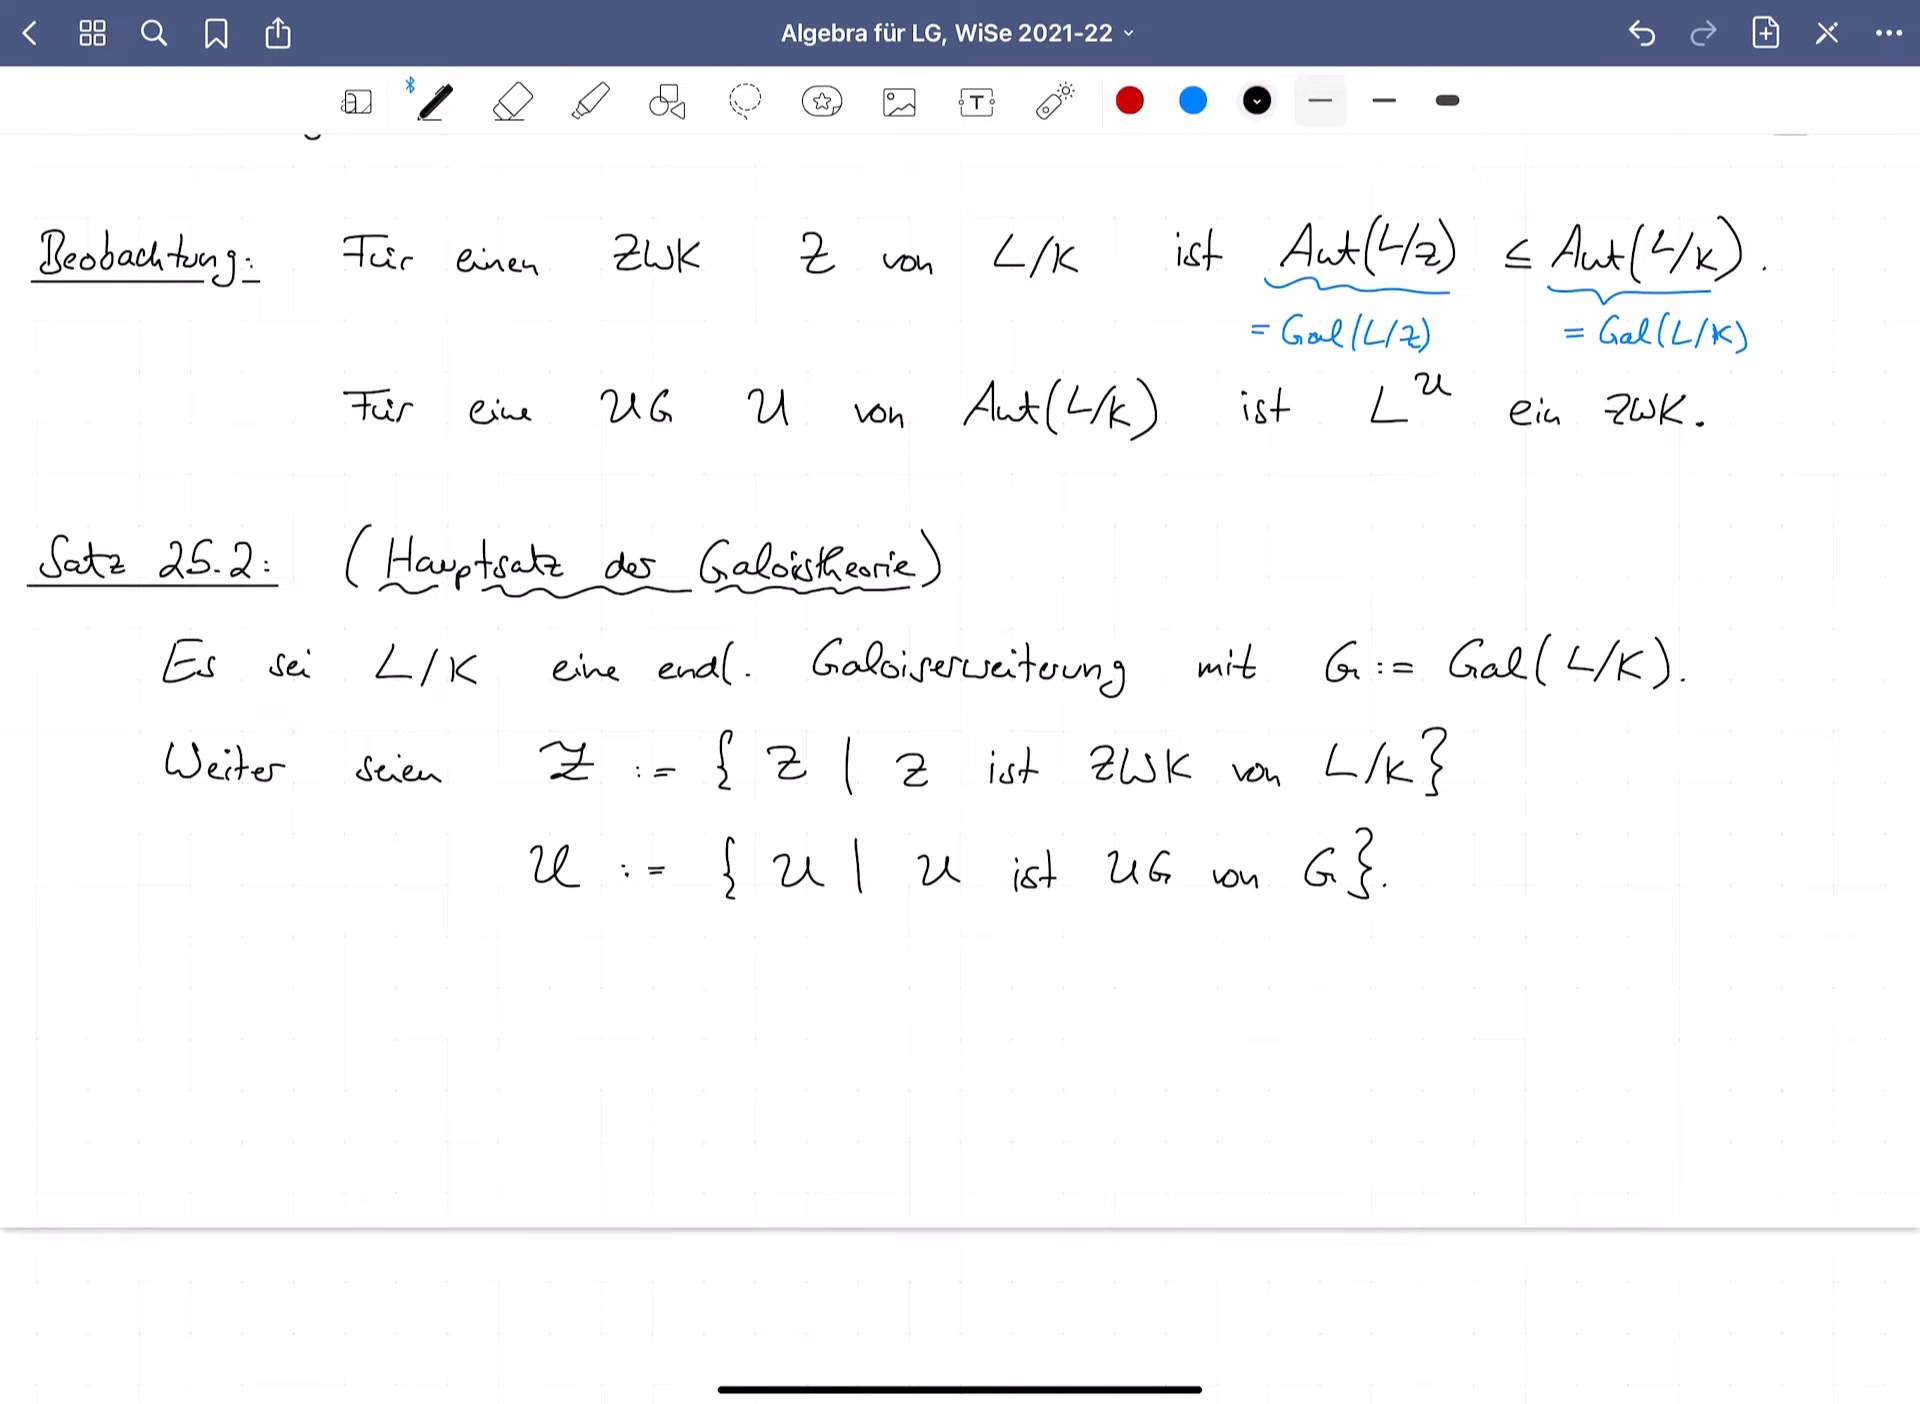 Algebra für LG, WiSe 2021-22
Beobachtung: Für einen ZWK Z von L/K ist Aut(L/Z) ≤ Aut(L/K).
= Gal(L/Z) = Gal(L/K)
Für eine UG U von Aut(L/K) ist L^U ein ZWK.
Satz 25.2: (Hauptsatz der Galoistheorie)
Es sei L/K eine endl. Galoiserweiterung mit G := Gal(L/K).
Weiter seien 𝒵 := { Z | Z ist ZWK von L/K}
𝒰 := { U | U ist UG von G}.